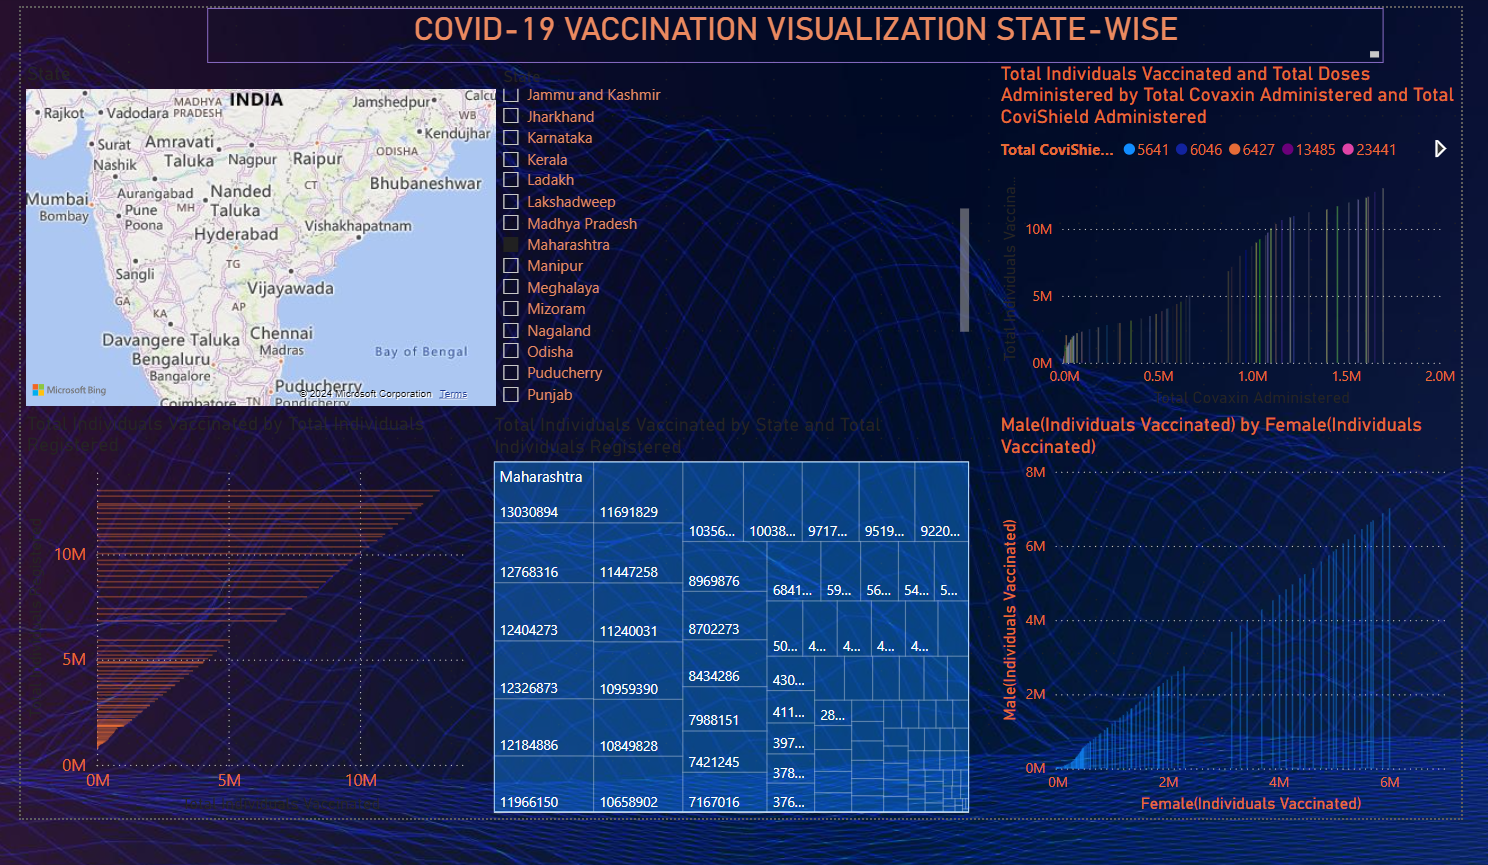 COVID-19 VACCINATION VISUALIZATION STATE-WISE
State
INDIA
MADHYA
PRADESH
Jamshedpur
Calcu
Rajkot
Vadodara
WB
Kendujhar
Surat
Amravati
Taluka
Nagpur
Raipur
ODISHA
Nashik
Bhubaneshwar
CT
Mumbai
Bombay
Aurangabad
Nanded
Taluka
Pune
Poona
MH
Vishakhapatnam
Hyderabad
TG
Sangli
Vijayawada
GA
AP
KA
Davangere Taluka
Chennai
Madras
Bengaluru
Bangalore
Bay of Bengal
Puducherry
Pondicherry
Coimbatore
TN
Microsoft Bing
© 2024 Microsoft Corporation Terms
State
Jammu and Kashmir
Jharkhand
Karnataka
Kerala
Ladakh
Lakshadweep
Madhya Pradesh
Maharashtra
Manipur
Meghalaya
Mizoram
Nagaland
Odisha
Puducherry
Punjab
Total Individuals Vaccinated and Total Doses
Administered by Total Covaxin Administered and Total
CoviShield Administered
Total CoviShie... 5641 6046 6427 13485 23441
Total Individuals Vaccina...
10M
5M
0M
0.0M 0.5M 1.0M 1.5M 2.0M
Total Covaxin Administered
Total Individuals Vaccinated by Total Individuals
Registered
10M
5M
0M
0M 5M 10M
Total Individuals Vaccinated
Total Individuals Vaccinated by State and Total
Individuals Registered
Maharashtra
13030894
12768316
12404273
12326873
12184886
11966150
11691829
11447258
11240031
10959390
10849828
10658902
10356... 10038... 9717... 9519... 9220...
8969876
8702273
8434286
7988151
7421245
7167016
6841... 59... 56... 54... 5...
50... 4... 4... 4... 4...
430...
411...
397...
378...
376...
28...
Male(Individuals Vaccinated) by Female(Individuals
Vaccinated)
Male(Individuals Vaccinated)
8M
6M
4M
2M
0M
0M 2M 4M 6M
Female(Individuals Vaccinated)